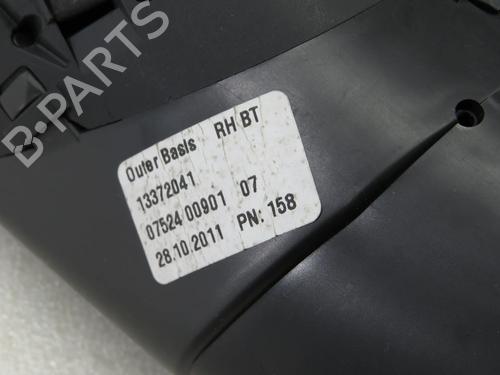 B-PARTS
Outer Basis RH BT
13372041
07524 00901 07
28.10.2011 PN: 158